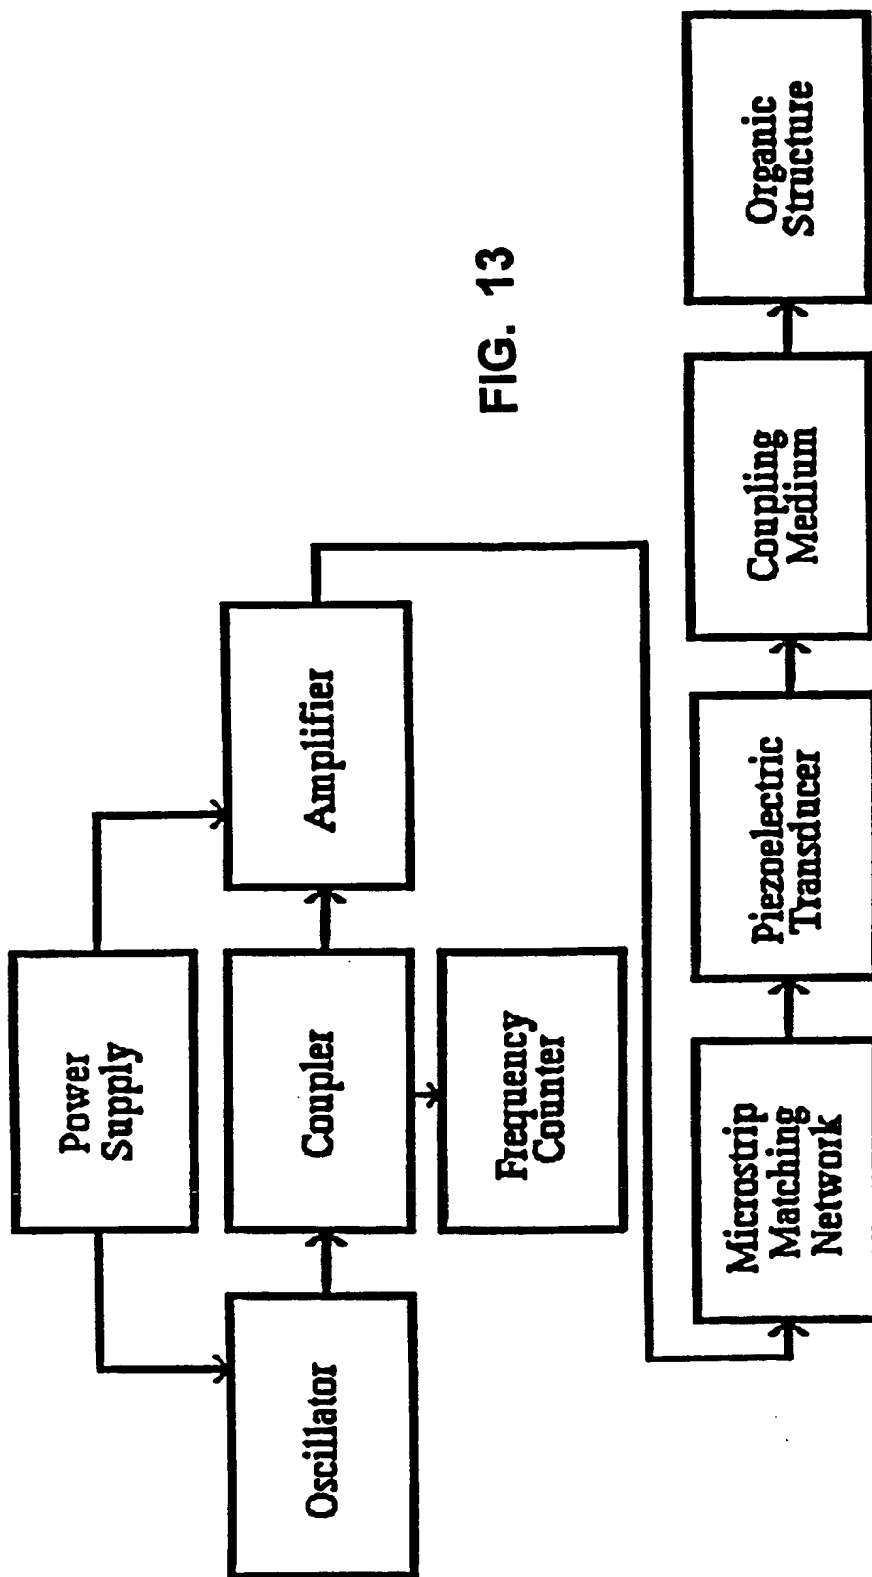 Power
Supply
Oscillator
Coupler
Amplifier
Frequency
Counter
FIG. 13
Microstrip
Matching
Network
Piezoelectric
Transducer
Coupling
Medium
Organic
Structure